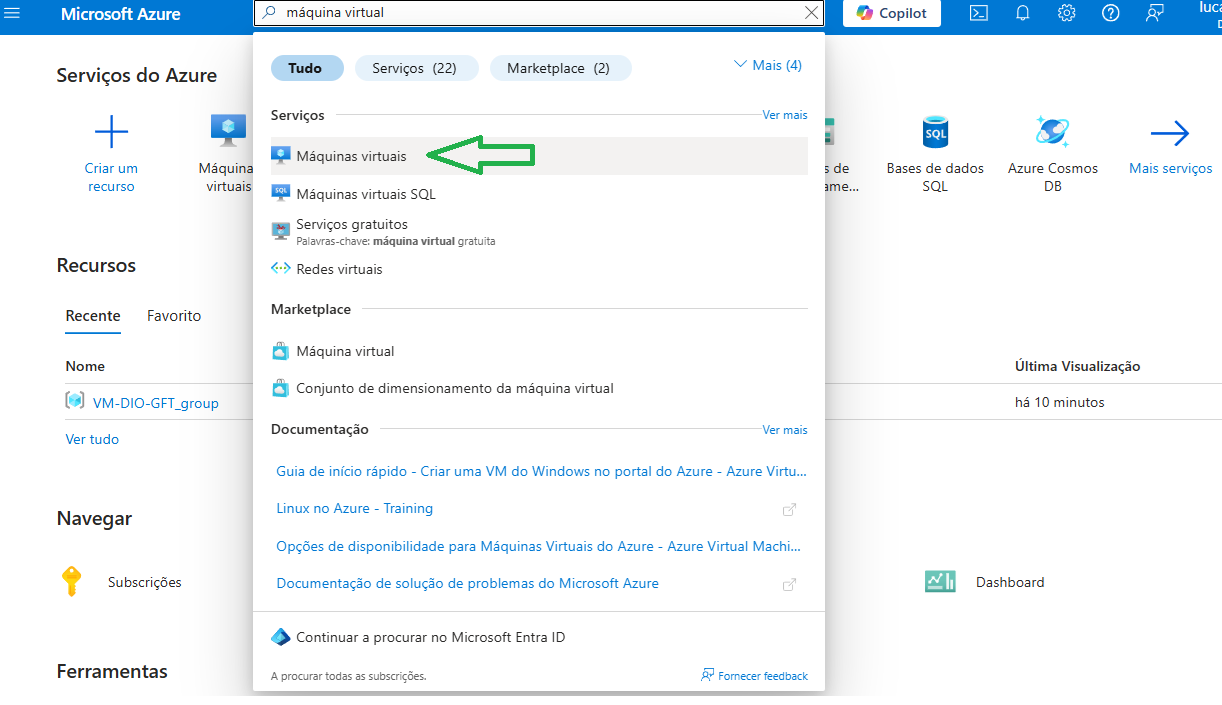 Microsoft Azure
máquina virtual
Copilot
Serviços do Azure
Criar um
recurso
Máquina
virtuais
Bases de dados
SQL
Azure Cosmos
DB
Mais serviços
Tudo
Serviços (22)
Marketplace (2)
Mais (4)
Serviços
Ver mais
Máquinas virtuais
Máquinas virtuais SQL
Serviços gratuitos
Palavras-chave: máquina virtual gratuita
Redes virtuais
Marketplace
Máquina virtual
Conjunto de dimensionamento da máquina virtual
Documentação
Ver mais
Guia de início rápido - Criar uma VM do Windows no portal do Azure - Azure Virtu...
Linux no Azure - Training
Opções de disponibilidade para Máquinas Virtuais do Azure - Azure Virtual Machi...
Documentação de solução de problemas do Microsoft Azure
Continuar a procurar no Microsoft Entra ID
A procurar todas as subscrições.
Fornecer feedback
Recursos
Recente
Favorito
Nome
Última Visualização
VM-DIO-GFT_group
há 10 minutos
Ver tudo
Navegar
Subscrições
Dashboard
Ferramentas